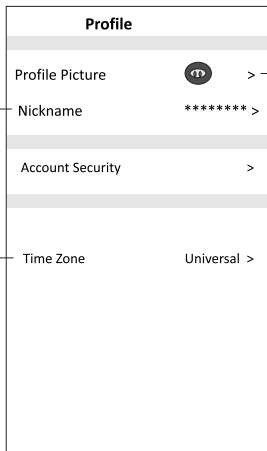 Profile
Profile Picture >
Nickname ******** >
Account Security >
Time Zone Universal >